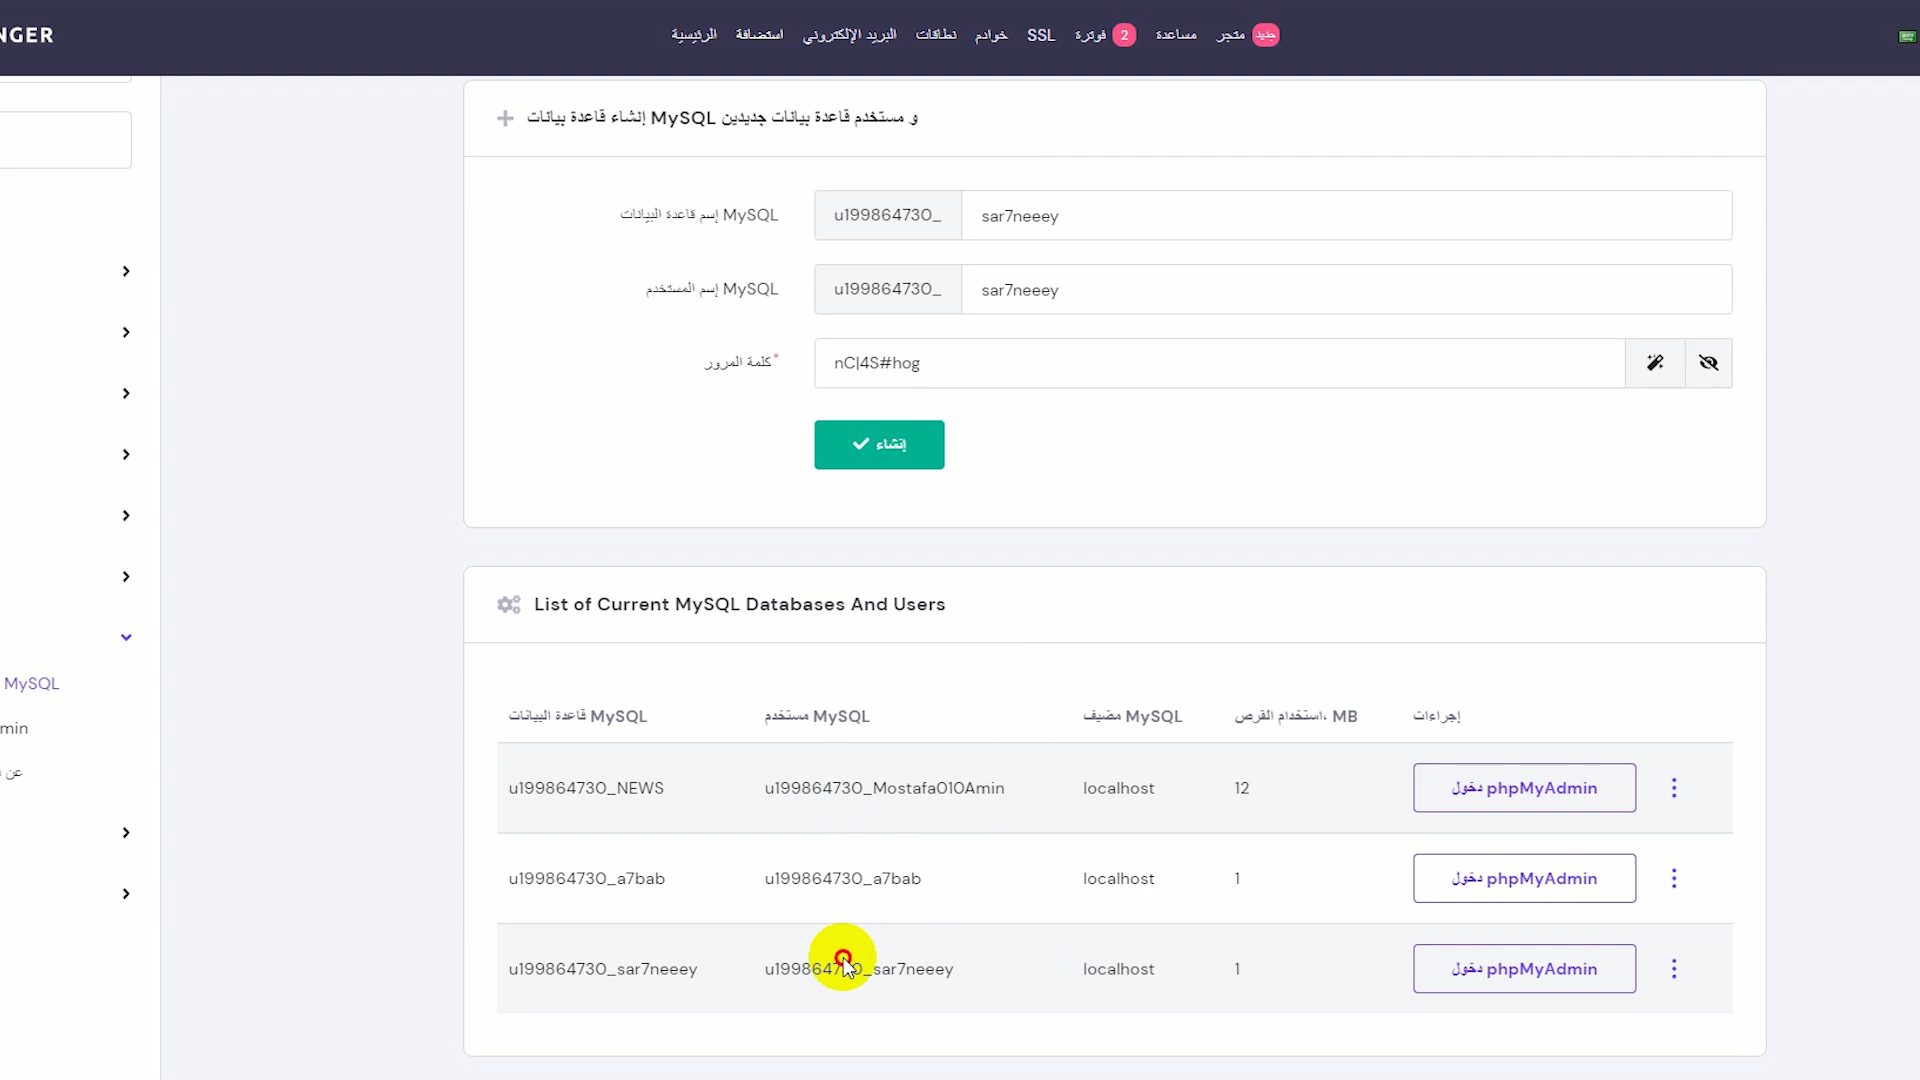 NGER
الرئيسية استضافة البريد الإلكتروني نطاقات خوادم SSL فوترة 2 مساعدة متجر جديد
إنشاء قاعدة بيانات MySQL و مستخدم قاعدة بيانات جديدين
إسم قاعدة البيانات MySQL
u199864730_ sar7neeey
إسم المستخدم MySQL
u199864730_ sar7neeey
كلمة المرور*
nC|4S#hog
إنشاء
List of Current MySQL Databases And Users
MySQL
min
عن
قاعدة البيانات MySQL مستخدم MySQL مضيف MySQL استخدام القرص، MB إجراءات
u199864730_NEWS u199864730_Mostafa010Amin localhost 12 دخول phpMyAdmin
u199864730_a7bab u199864730_a7bab localhost 1 دخول phpMyAdmin
u199864730_sar7neeey u199864730_sar7neeey localhost 1 دخول phpMyAdmin